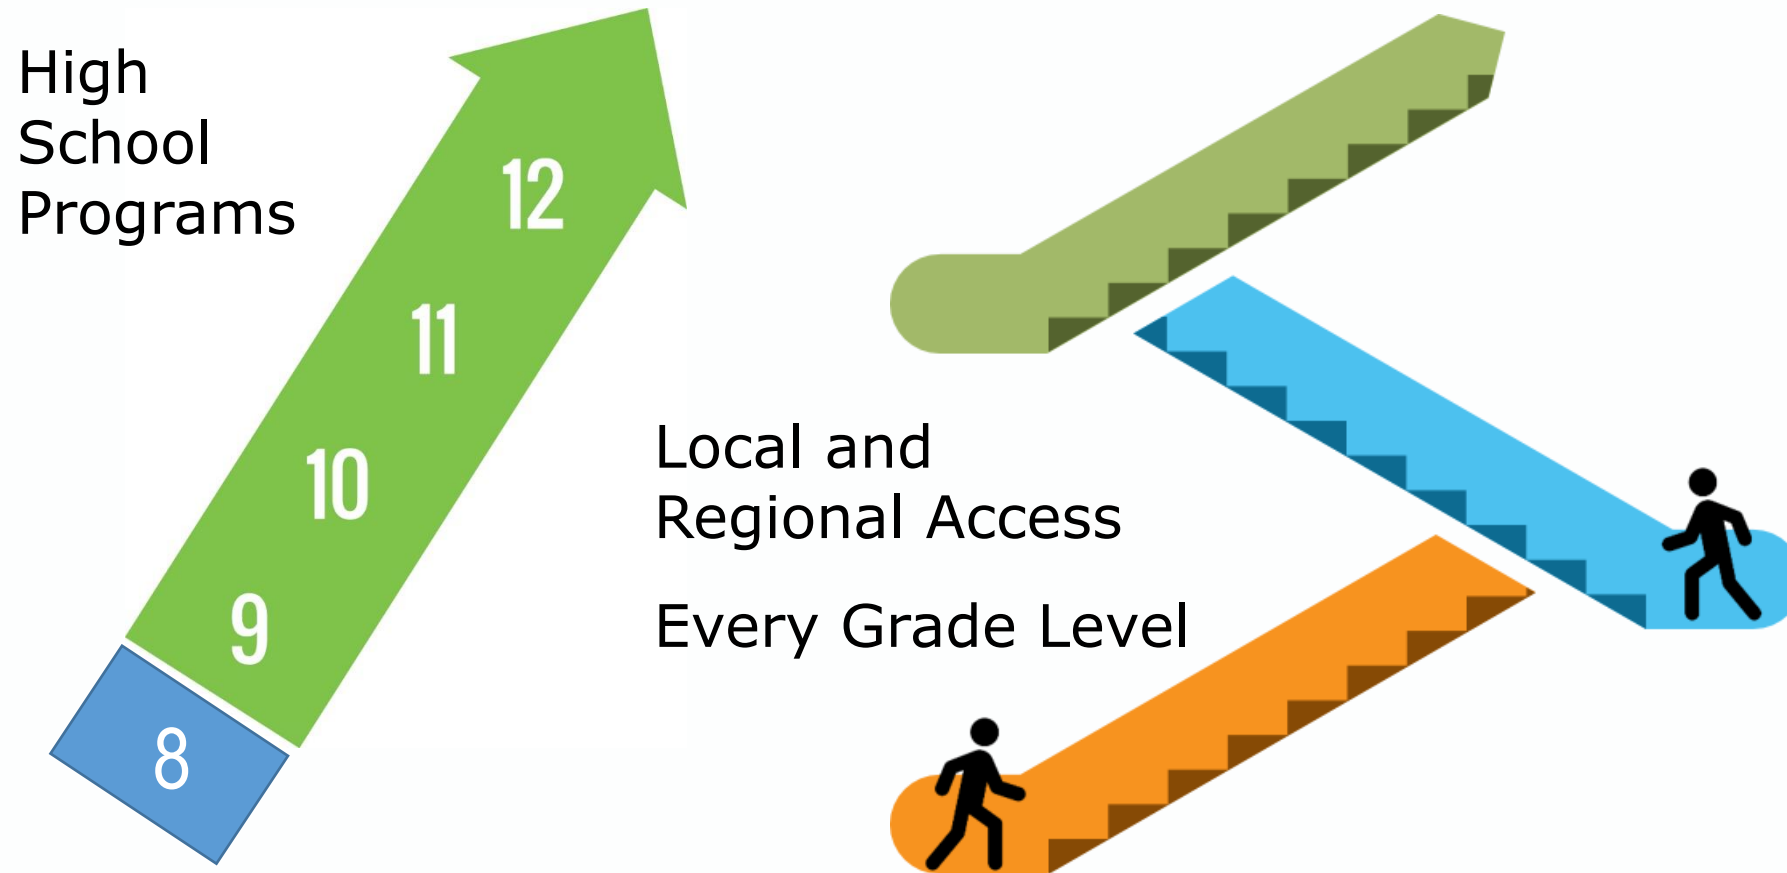 High
School
Programs
12
11
10
9
8
Local and
Regional Access
Every Grade Level